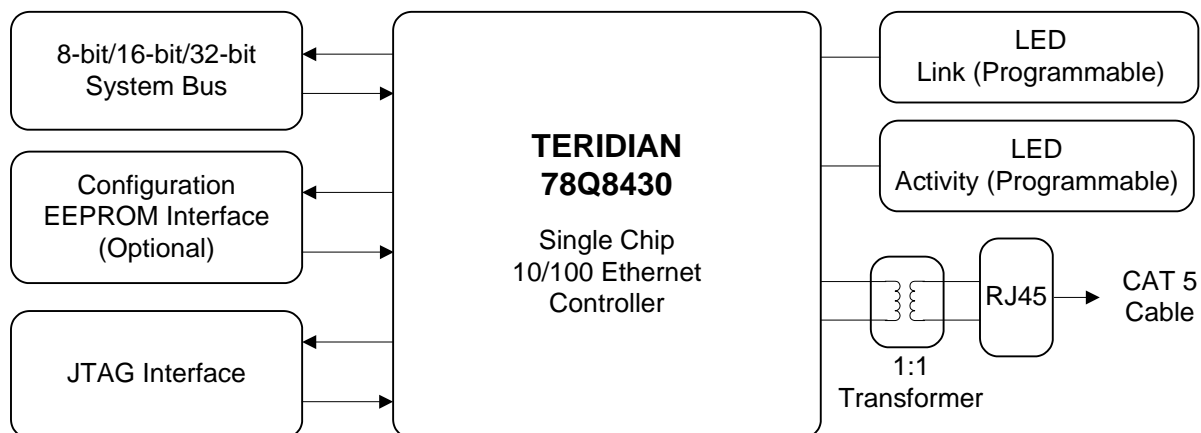 8-bit/16-bit/32-bit
System Bus
Configuration
EEPROM Interface
(Optional)
JTAG Interface
TERIDIAN
78Q8430
Single Chip
10/100 Ethernet
Controller
LED
Link (Programmable)
LED
Activity (Programmable)
RJ45
CAT 5
Cable
1:1
Transformer